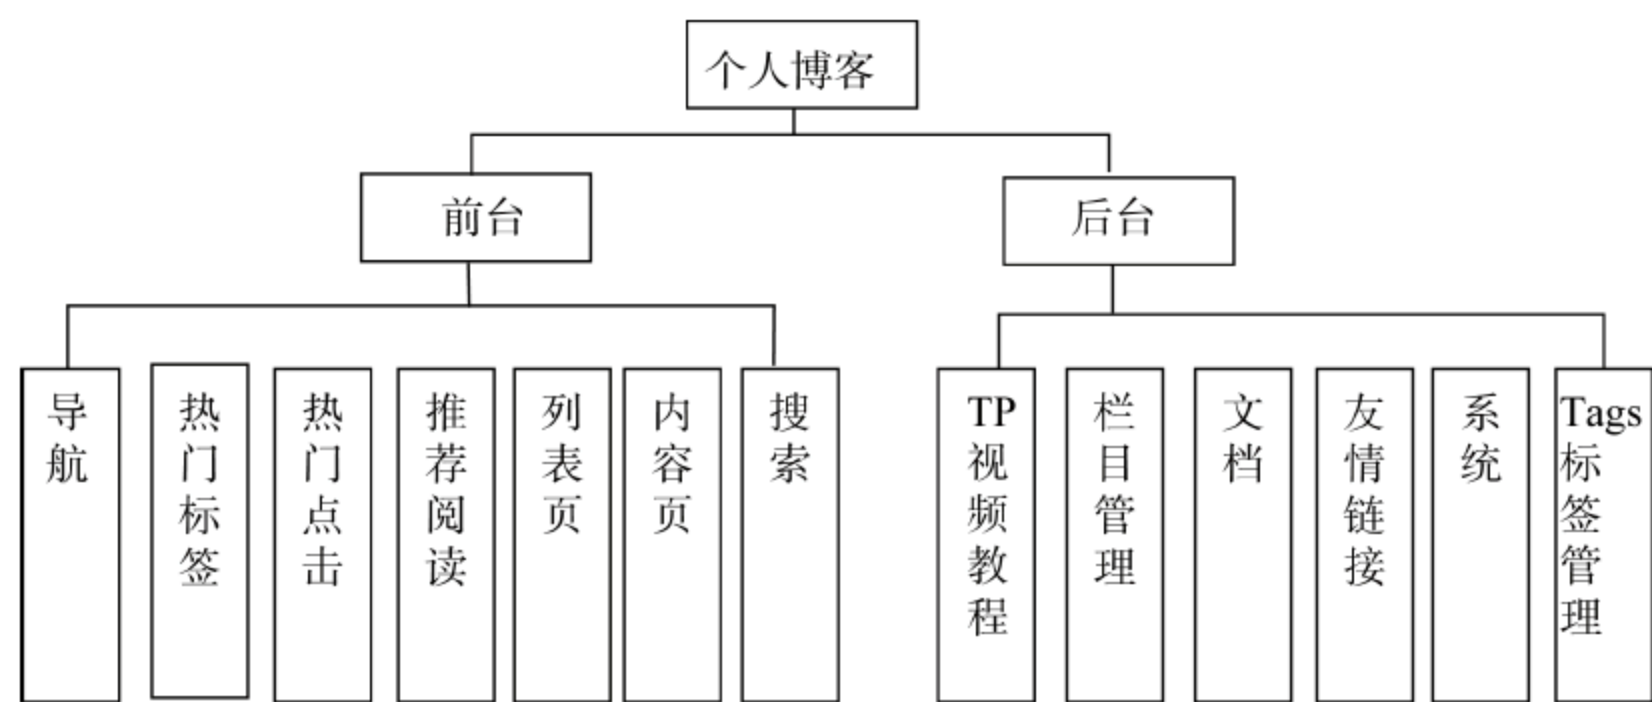 个人博客
前台
后台
导航
热门标签
热门点击
推荐阅读
列表页
内容页
搜索
TP视频教程
栏目管理
文档
友情链接
系统
Tags标签管理